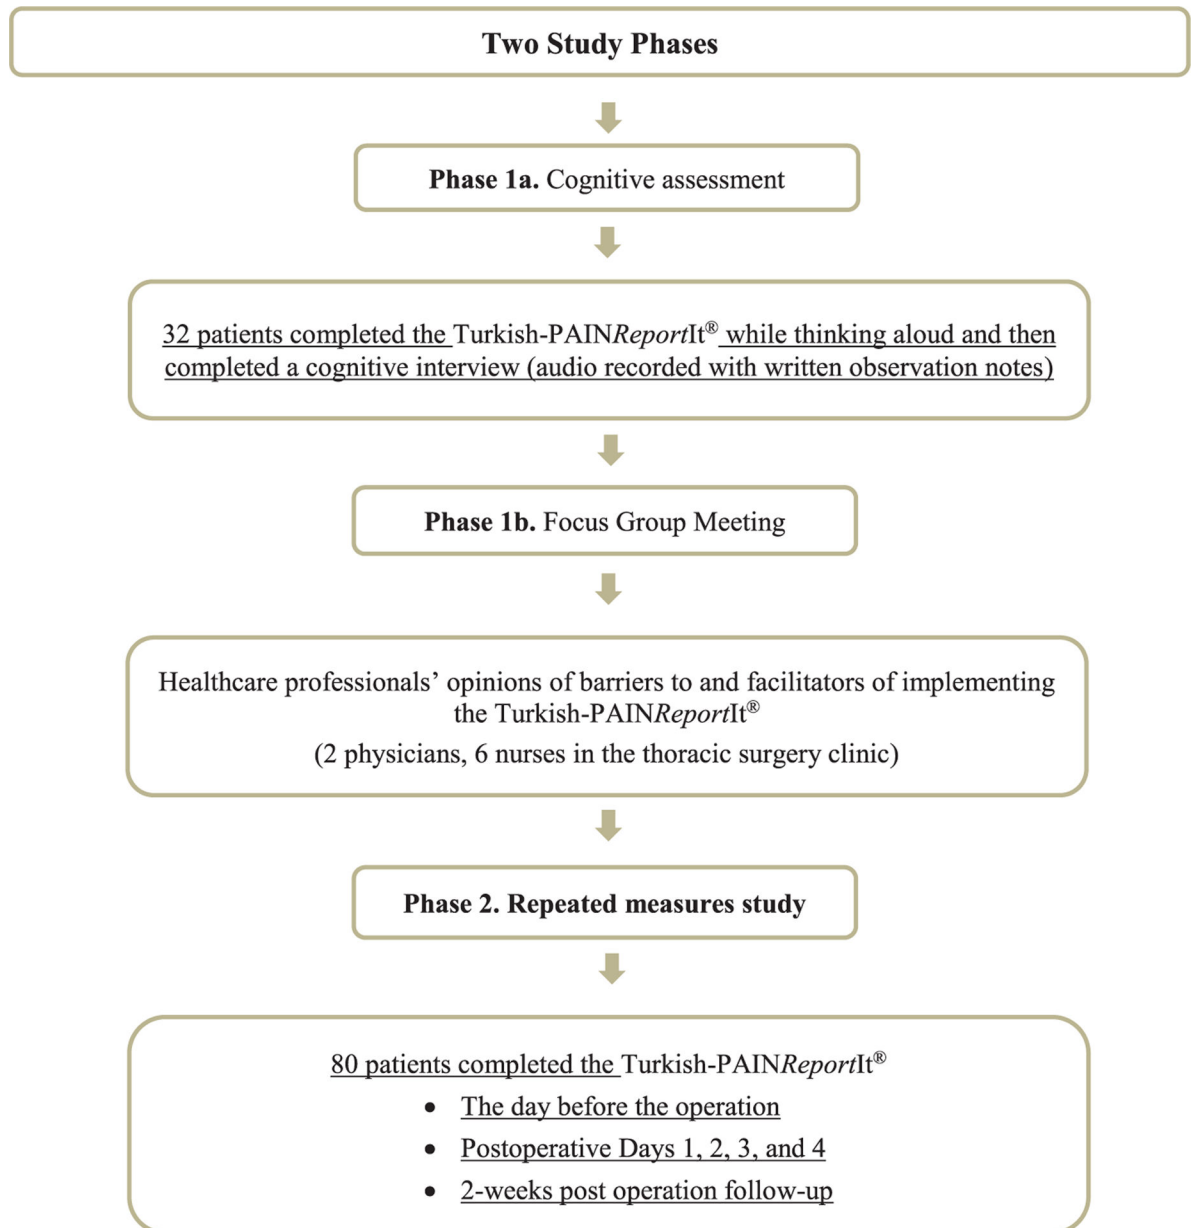 Two Study Phases
Phase 1a. Cognitive assessment
32 patients completed the Turkish-PAINReportIt® while thinking aloud and then
completed a cognitive interview (audio recorded with written observation notes)
Phase 1b. Focus Group Meeting
Healthcare professionals’ opinions of barriers to and facilitators of implementing
the Turkish-PAINReportIt®
(2 physicians, 6 nurses in the thoracic surgery clinic)
Phase 2. Repeated measures study
80 patients completed the Turkish-PAINReportIt®
• The day before the operation
• Postoperative Days 1, 2, 3, and 4
• 2-weeks post operation follow-up